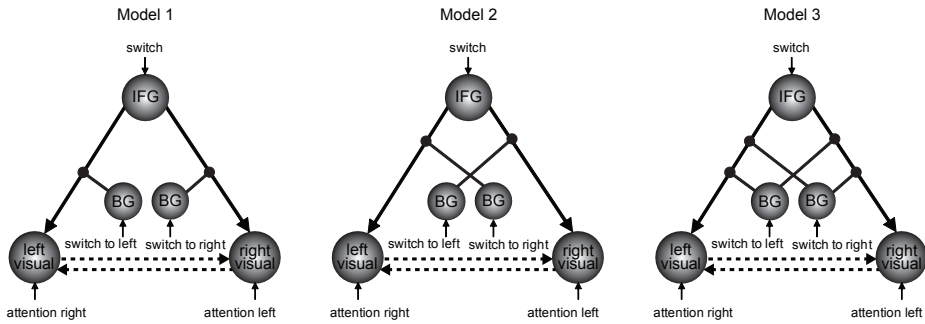 Model 1
switch
IFG
BG
BG
switch to left
switch to right
left
visual
right
visual
attention right
attention left
Model 2
switch
IFG
BG
BG
switch to left
switch to right
left
visual
right
visual
attention right
attention left
Model 3
switch
IFG
BG
BG
switch to left
switch to right
left
visual
right
visual
attention right
attention left